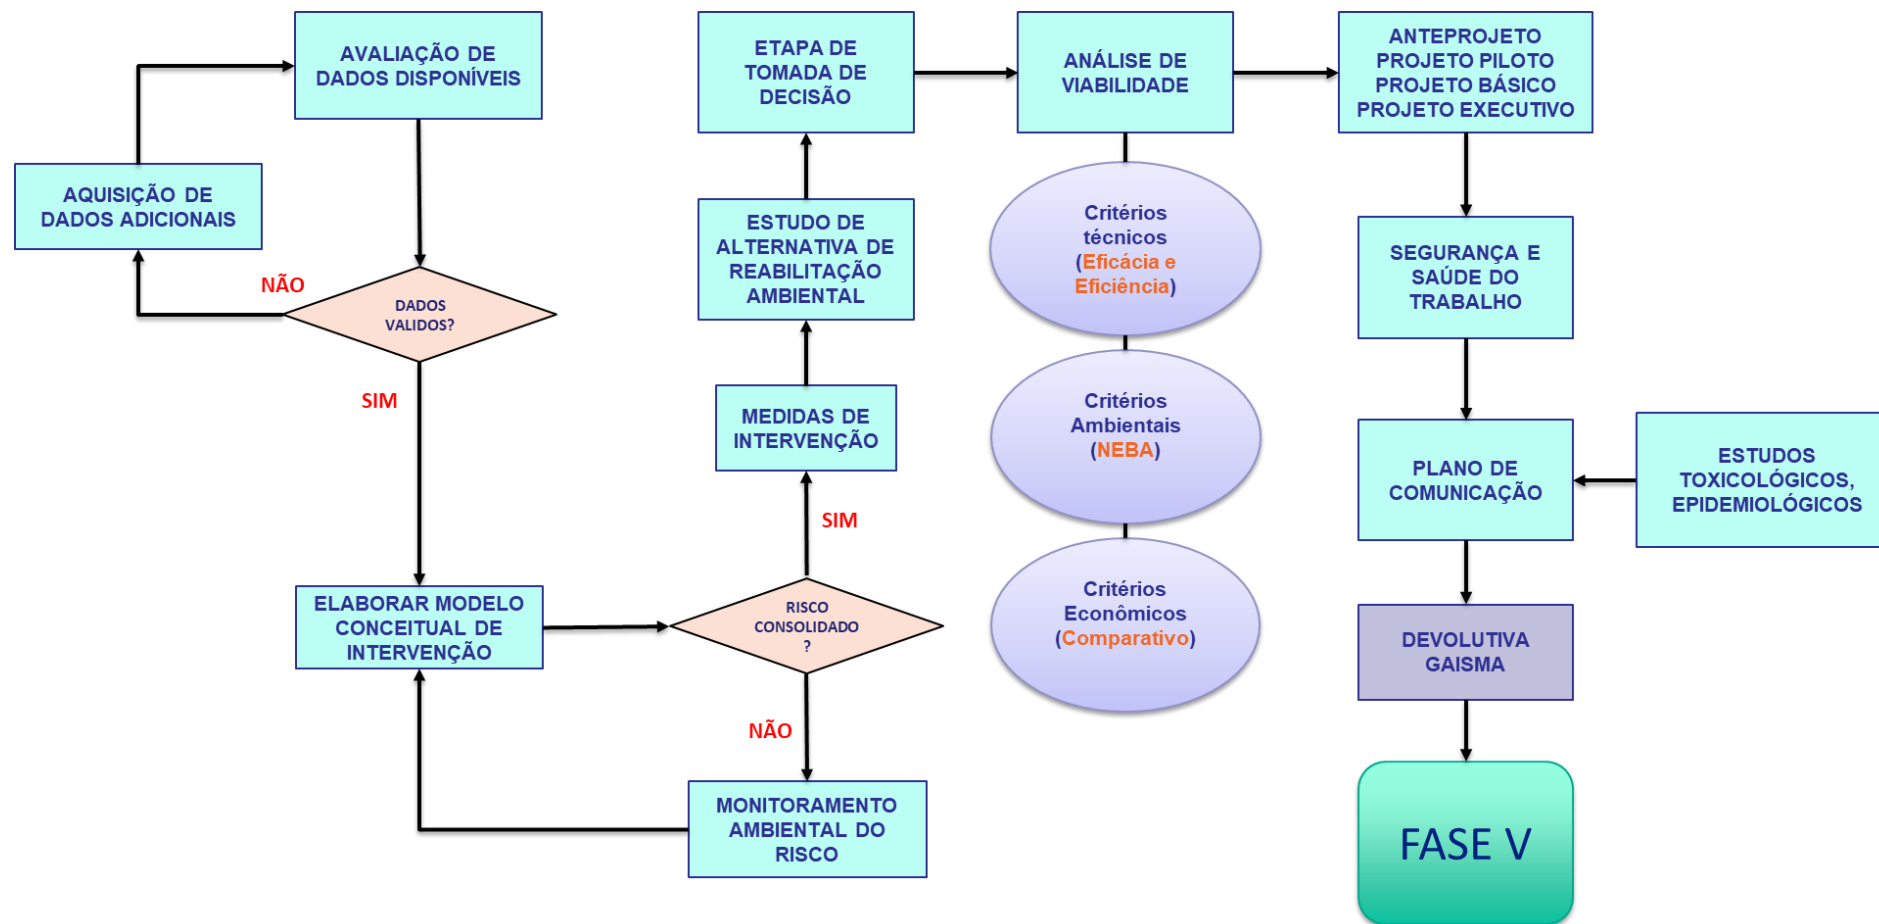 AVALIAÇÃO DE
DADOS DISPONÍVEIS
AQUISIÇÃO DE
DADOS ADICIONAIS
NÃO
DADOS
VALIDOS?
SIM
ELABORAR MODELO
CONCEITUAL DE
INTERVENÇÃO
RISCO
CONSOLIDADO
?
NÃO
MONITORAMENTO
AMBIENTAL DO
RISCO
SIM
MEDIDAS DE
INTERVENÇÃO
ESTUDO DE
ALTERNATIVA DE
REABILITAÇÃO
AMBIENTAL
ETAPA DE
TOMADA DE
DECISÃO
ANÁLISE DE
VIABILIDADE
Critérios
técnicos
(Eficácia e
Eficiência)
Critérios
Ambientais
(NEBA)
Critérios
Econômicos
(Comparativo)
ANTEPROJETO
PROJETO PILOTO
PROJETO BÁSICO
PROJETO EXECUTIVO
SEGURANÇA E
SAÚDE DO
TRABALHO
PLANO DE
COMUNICAÇÃO
ESTUDOS
TOXICOLÓGICOS,
EPIDEMIOLÓGICOS
DEVOLUTIVA
GAISMA
FASE V